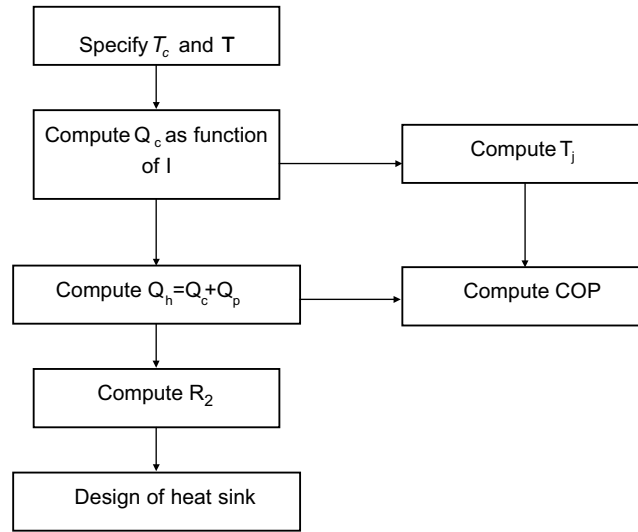 Specify T_c and T
Compute Q_c as function
of I
Compute T_j
Compute Q_h=Q_c+Q_p
Compute COP
Compute R_2
Design of heat sink